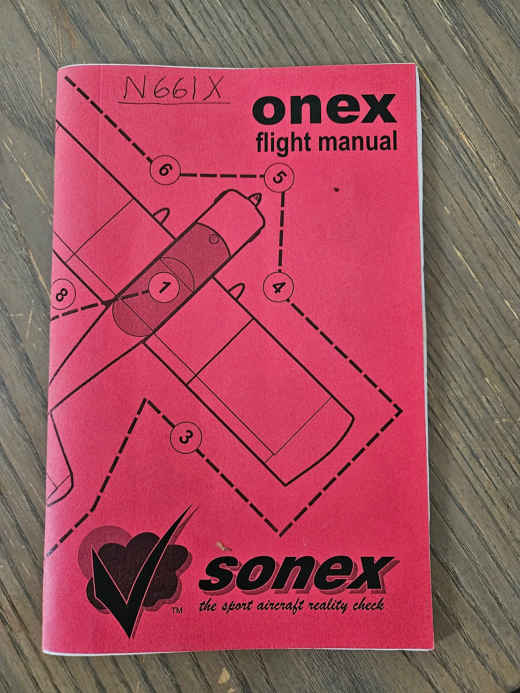 N661X
onex
flight manual
6
5
8
1
4
3
sonex
TM
the sport aircraft reality check